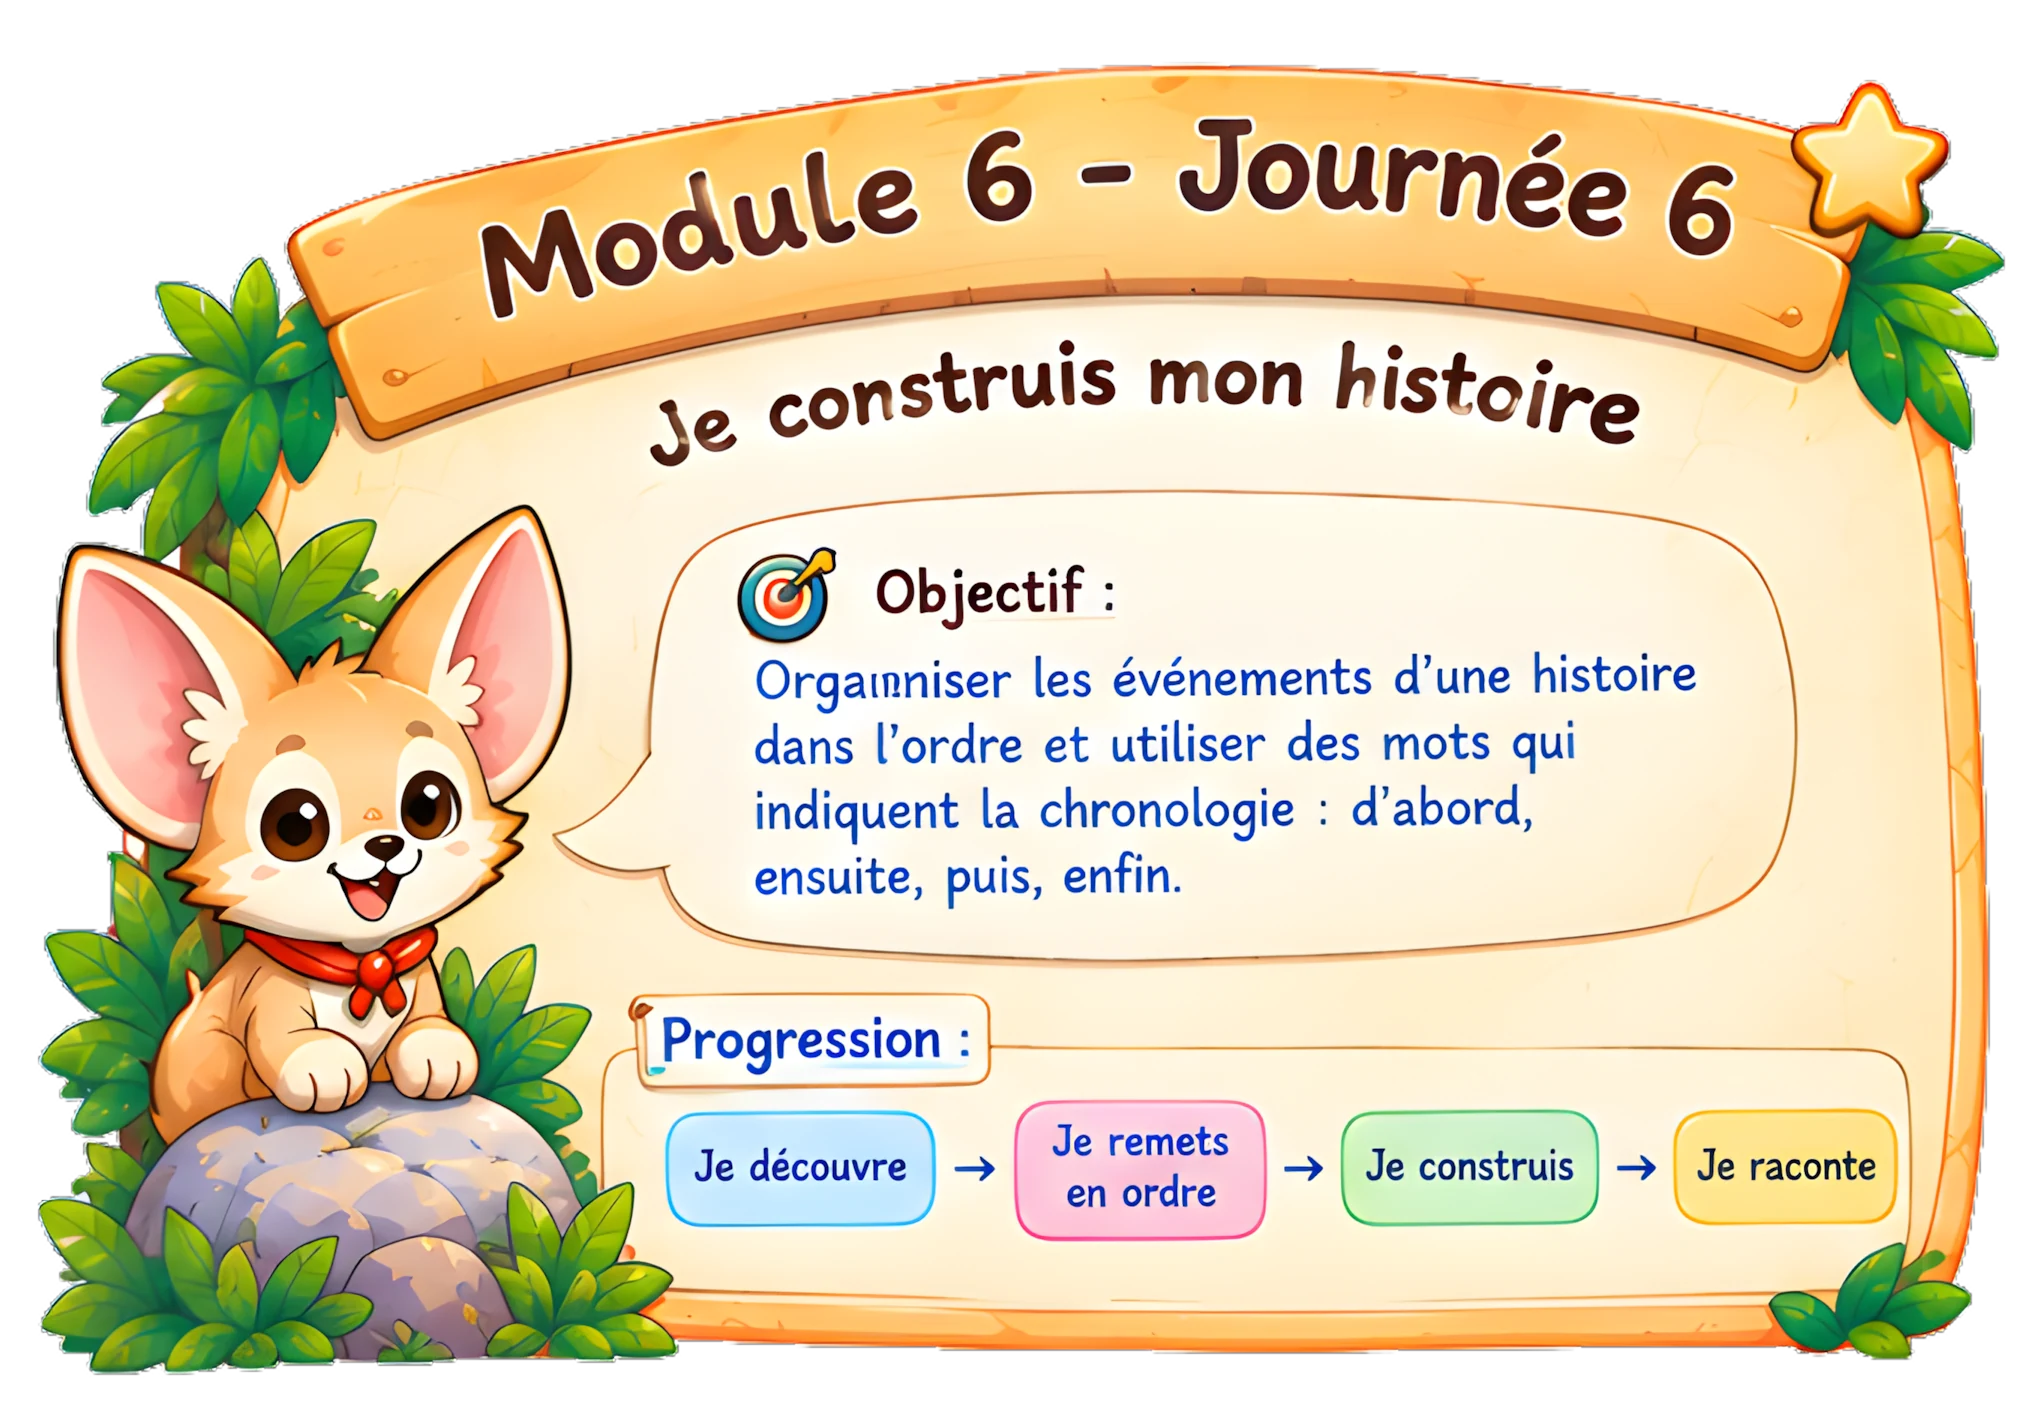 Module 6 - Journée 6
Je construis mon histoire
Objectif :
Organniser les événements d'une histoire
dans l'ordre et utiliser des mots qui
indiquent la chronologie : d'abord,
ensuite, puis, enfin.
Progression :
Je découvre → Je remets en ordre → Je construis → Je raconte